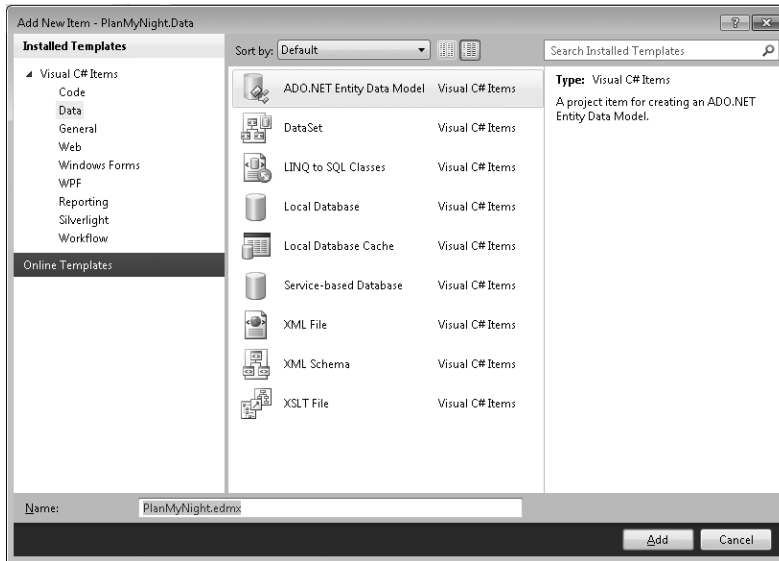 Add New Item - PlanMyNight.Data
Installed Templates
Visual C# Items
Code
Data
General
Web
Windows Forms
WPF
Reporting
Silverlight
Workflow
Online Templates
Sort by: Default
ADO.NET Entity Data Model Visual C# Items
DataSet Visual C# Items
LINQ to SQL Classes Visual C# Items
Local Database Visual C# Items
Local Database Cache Visual C# Items
Service-based Database Visual C# Items
XML File Visual C# Items
XML Schema Visual C# Items
XSLT File Visual C# Items
Search Installed Templates
Type: Visual C# Items
A project item for creating an ADO.NET
Entity Data Model.
Name: PlanMyNight.edmx
Add Cancel